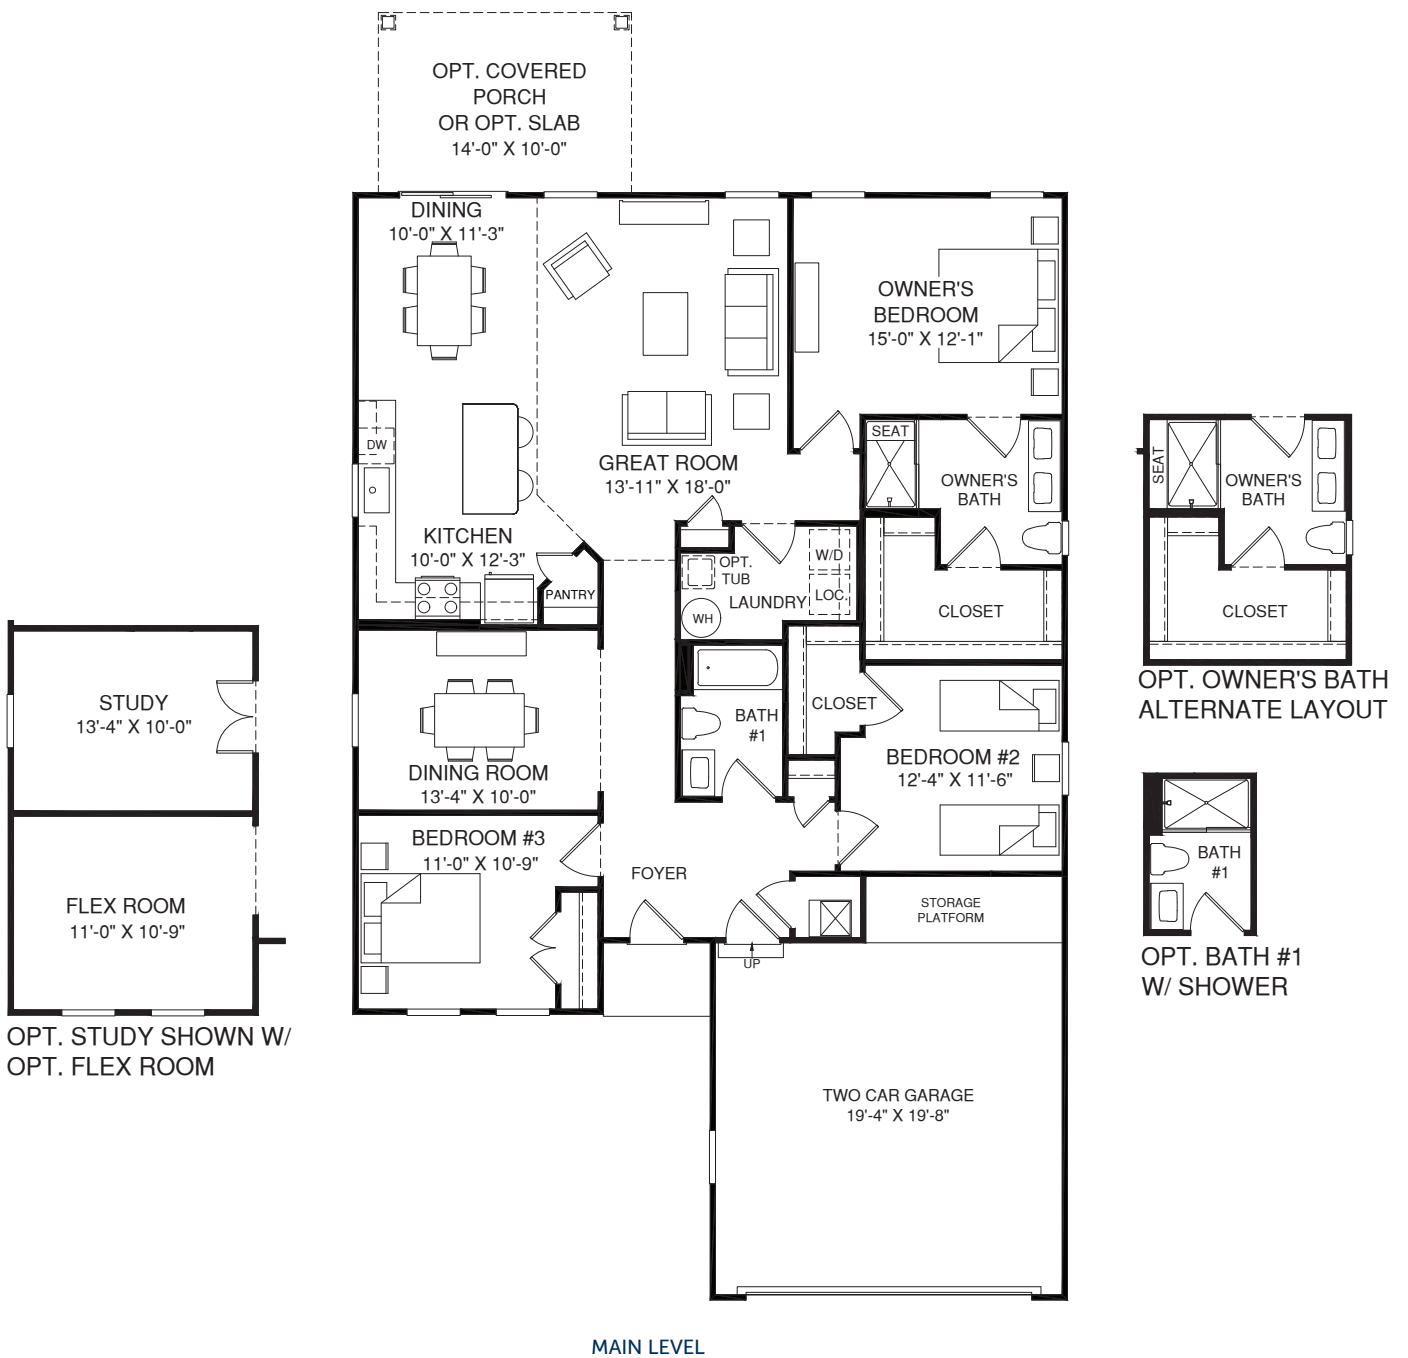 OPT. COVERED
PORCH
OR OPT. SLAB
14'-0" X 10'-0"
DINING
10'-0" X 11'-3"
OWNER'S
BEDROOM
15'-0" X 12'-1"
DW
GREAT ROOM
13'-11" X 18'-0"
SEAT
OWNER'S
BATH
KITCHEN
10'-0" X 12'-3"
PANTRY
OPT.
TUB
W/D
LAUNDRY
LOC.
WH
CLOSET
CLOSET
BATH
#1
DINING ROOM
13'-4" X 10'-0"
BEDROOM #2
12'-4" X 11'-6"
BEDROOM #3
11'-0" X 10'-9"
FOYER
STORAGE
PLATFORM
UP
TWO CAR GARAGE
19'-4" X 19'-8"
STUDY
13'-4" X 10'-0"
FLEX ROOM
11'-0" X 10'-9"
OPT. STUDY SHOWN W/
OPT. FLEX ROOM
SEAT
OWNER'S
BATH
CLOSET
OPT. OWNER'S BATH
ALTERNATE LAYOUT
BATH
#1
OPT. BATH #1
W/ SHOWER
MAIN LEVEL